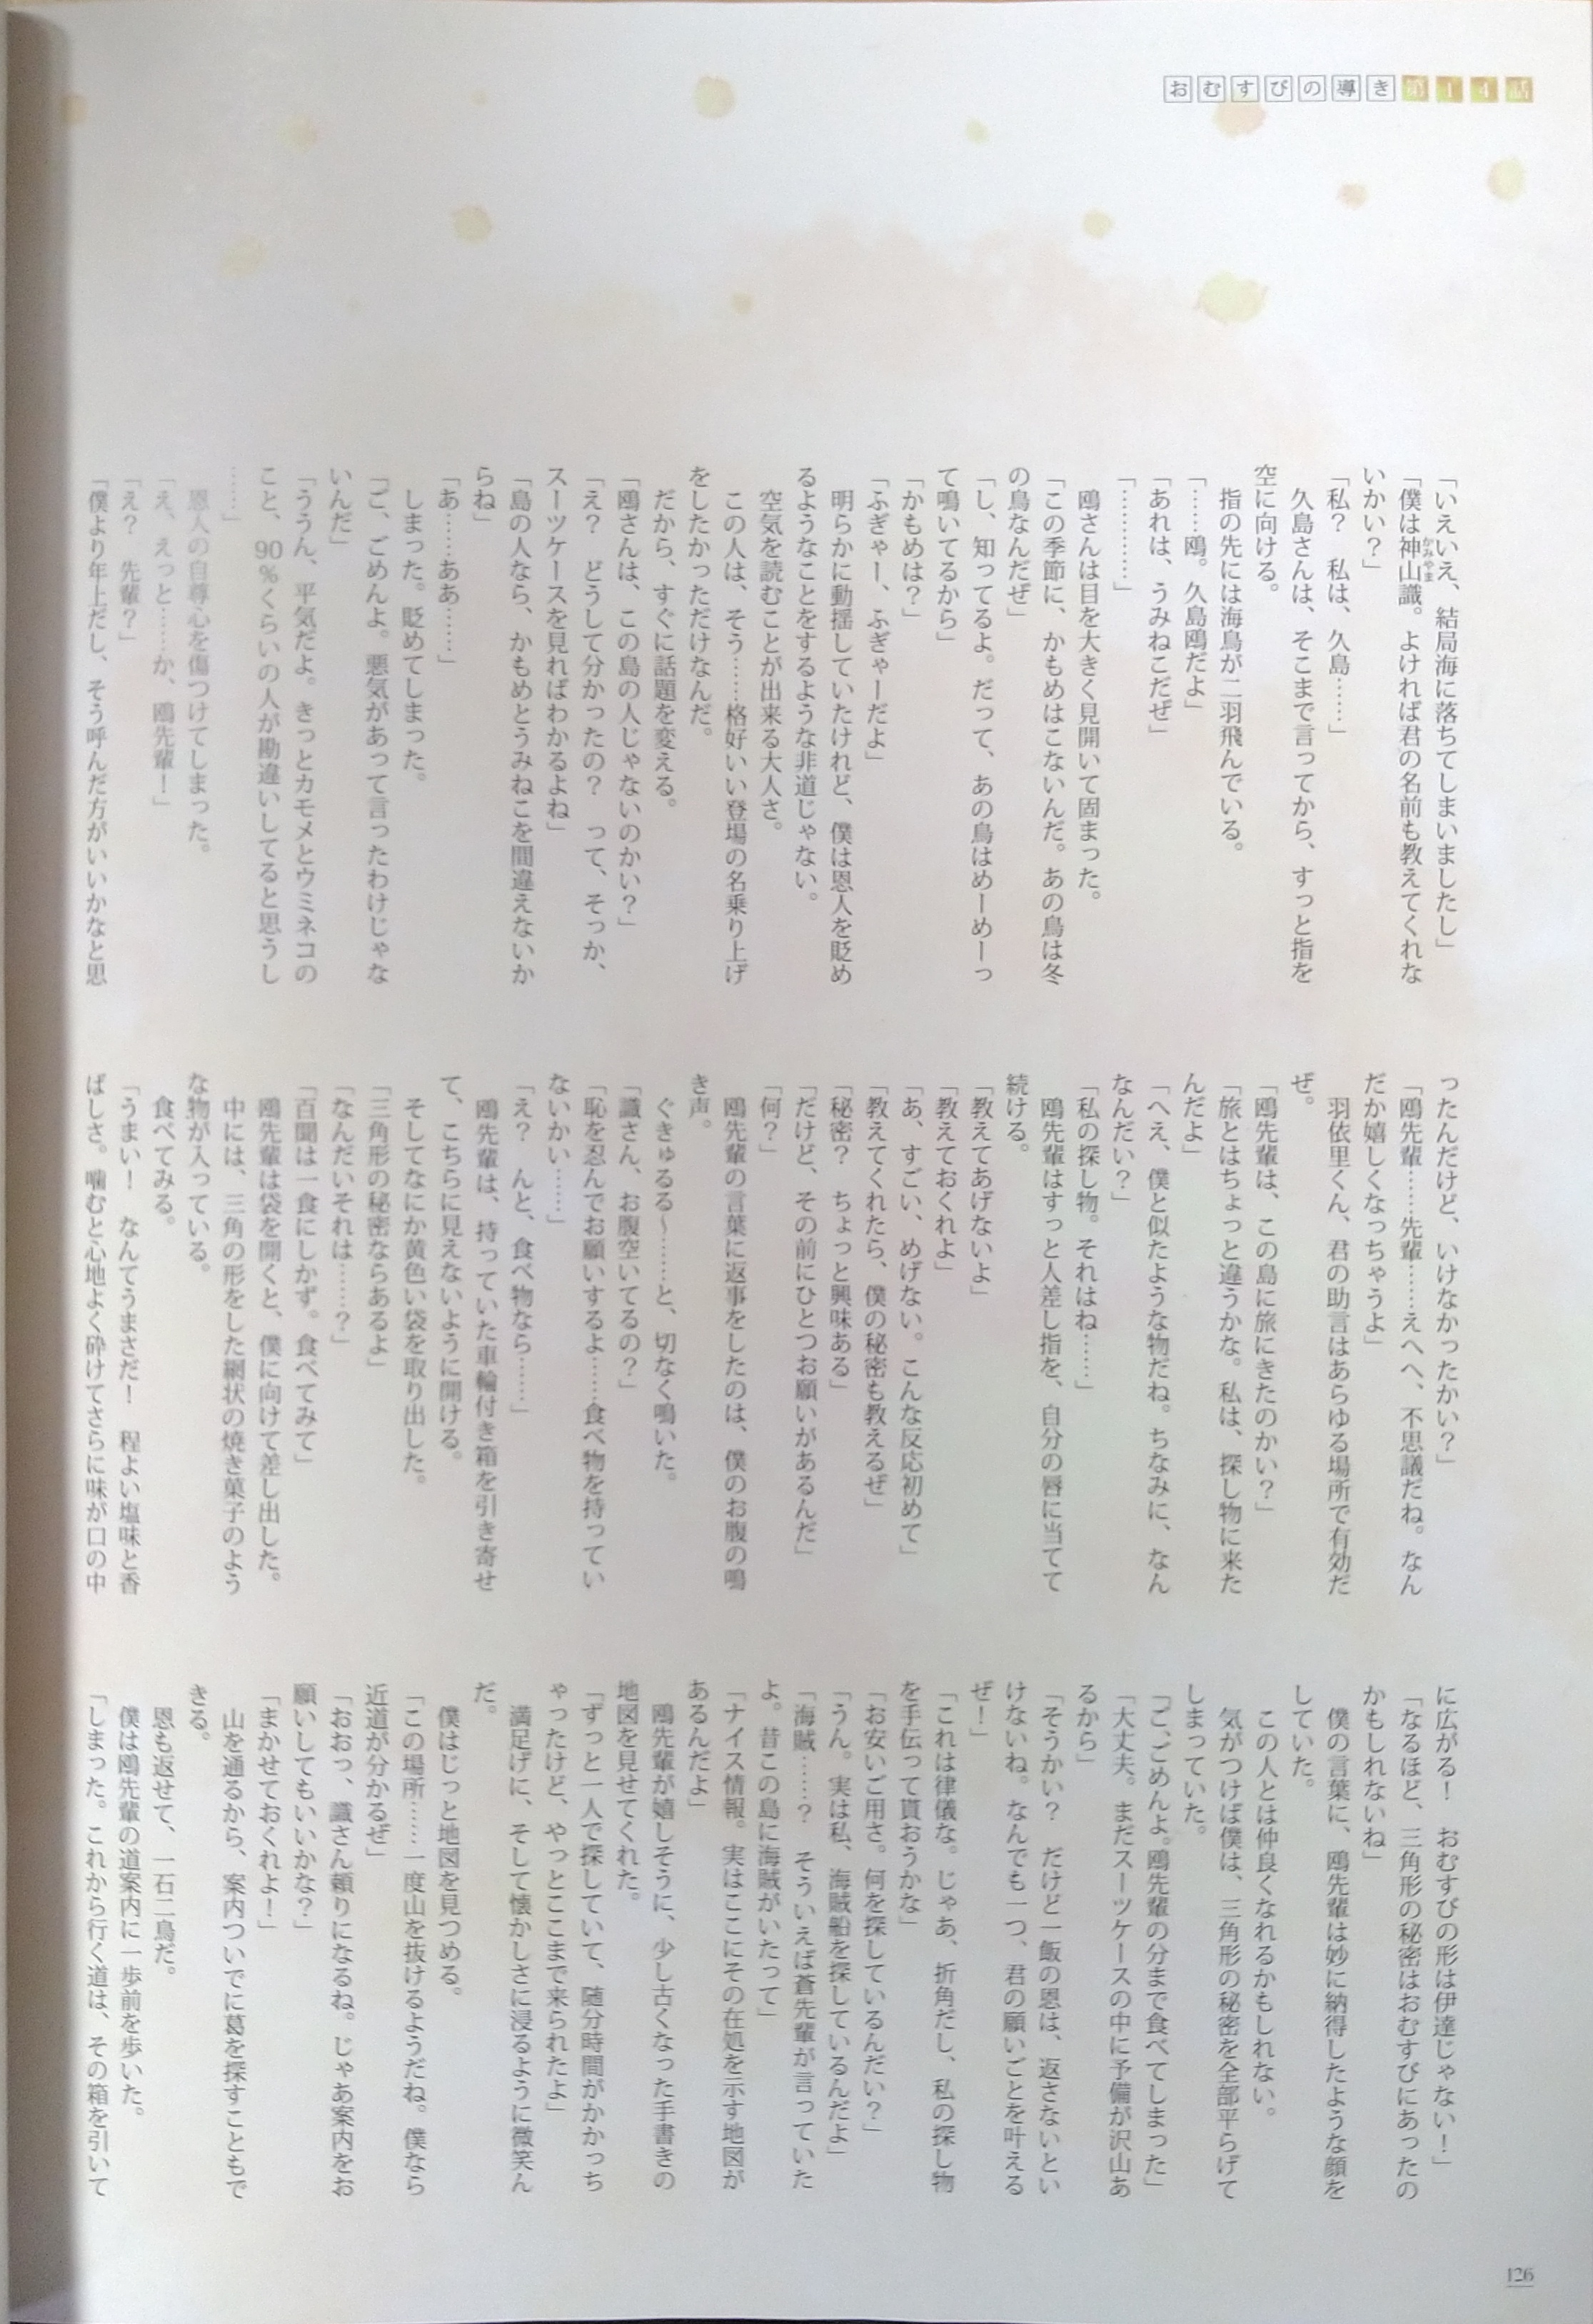 おむすびの導き 第14話
「いえいえ、結局海に落ちてしまいましたし」
「僕は神山識。よければ君の名前も教えてくれな
かみやま
いかい？」
「私？　私は、久島……」
　久島さんは、そこまで言ってから、すっと指を
空に向ける。
　指の先には海鳥が二羽飛んでいる。
「……鴎。久島鴎だよ」
「あれは、うみねこだぜ」
「…………」
　鴎さんは目を大きく見開いて固まった。
「この季節に、かもめはこないんだ。あの鳥は冬
の鳥なんだぜ」
「し、知ってるよ。だって、あの鳥はめーめーっ
て鳴いてるから」
「かもめは？」
「ふぎゃー、ふぎゃーだよ」
　明らかに動揺していたけれど、僕は恩人を貶め
るようなことをするような非道じゃない。
　空気を読むことが出来る大人さ。
　この人は、そう……格好いい登場の名乗り上げ
をしたかっただけなんだ。
　だから、すぐに話題を変える。
「鴎さんは、この島の人じゃないのかい？」
「え？　どうして分かったの？　って、そっか、
スーツケースを見ればわかるよね」
「島の人なら、かもめとうみねこを間違えないか
らね」
「あ……ああ……」
　しまった。貶めてしまった。
「ご、ごめんよ。悪気があって言ったわけじゃな
いんだ」
「ううん、平気だよ。きっとカモメとウミネコの
こと、90％くらいの人が勘違いしてると思うし
……」
　恩人の自尊心を傷つけてしまった。
「え、えっと……か、鴎先輩！」
「え？　先輩？」
「僕より年上だし、そう呼んだ方がいいかなと思
ったんだけど、いけなかったかい？」
「鴎先輩……先輩……えへへ、不思議だね。なん
だか嬉しくなっちゃうよ」
　羽依里くん、君の助言はあらゆる場所で有効だ
ぜ。
「鴎先輩は、この島に旅にきたのかい？」
「旅とはちょっと違うかな。私は、探し物に来た
んだよ」
「へえ、僕と似たような物だね。ちなみに、なん
なんだい？」
「私の探し物。それはね……」
　鴎先輩はすっと人差し指を、自分の唇に当てて
続ける。
「教えてあげないよ」
「教えておくれよ」
「あ、すごい、めげない。こんな反応初めて」
「教えてくれたら、僕の秘密も教えるぜ」
「秘密？　ちょっと興味ある」
「だけど、その前にひとつお願いがあるんだ」
「何？」
　鴎先輩の言葉に返事をしたのは、僕のお腹の鳴
き声。
　ぐきゅるる～……と、切なく鳴いた。
「識さん、お腹空いてるの？」
「恥を忍んでお願いするよ……食べ物を持ってい
ないかい……」
「え？　んと、食べ物なら……」
　鴎先輩は、持っていた車輪付き箱を引き寄せ
て、こちらに見えないように開ける。
　そしてなにか黄色い袋を取り出した。
「三角形の秘密ならあるよ」
「なんだいそれは……？」
「百聞は一食にしかず。食べてみて」
　鴎先輩は袋を開くと、僕に向けて差し出した。
　中には、三角の形をした網状の焼き菓子のよう
な物が入っている。
　食べてみる。
「うまい！　なんてうまさだ！　程よい塩味と香
ばしさ。噛むと心地よく砕けてさらに味が口の中
に広がる！　おむすびの形は伊達じゃない！」
「なるほど、三角形の秘密はおむすびにあったの
かもしれないね」
　僕の言葉に、鴎先輩は妙に納得したような顔を
していた。
　この人とは仲良くなれるかもしれない。
　気がつけば僕は、三角形の秘密を全部平らげて
しまっていた。
「ご、ごめんよ。鴎先輩の分まで食べてしまった」
「大丈夫。まだスーツケースの中に予備が沢山あ
るから」
「そうかい？　だけど一飯の恩は、返さないとい
けないね。なんでも一つ、君の願いごとを叶える
ぜ！」
「これは律儀な。じゃあ、折角だし、私の探し物
を手伝って貰おうかな」
「お安いご用さ。何を探しているんだい？」
「うん。実は私、海賊船を探しているんだよ」
「海賊……？　そういえば蒼先輩が言っていた
よ。昔この島に海賊がいたって」
「ナイス情報。実はここにその在処を示す地図が
あるんだよ」
　鴎先輩が嬉しそうに、少し古くなった手書きの
地図を見せてくれた。
「ずっと一人で探していて、随分時間がかかっち
ゃったけど、やっとここまで来られたよ」
　満足げに、そして懐かしさに浸るように微笑ん
だ。
　僕はじっと地図を見つめる。
「この場所……一度山を抜けるようだね。僕なら
近道が分かるぜ」
「おおっ、識さん頼りになるね。じゃあ案内をお
願いしてもいいかな？」
「まかせておくれよ！」
　山を通るから、案内ついでに葛を探すこともで
きる。
　恩も返せて、一石二鳥だ。
　僕は鴎先輩の道案内に一歩前を歩いた。
「しまった。これから行く道は、その箱を引いて
126